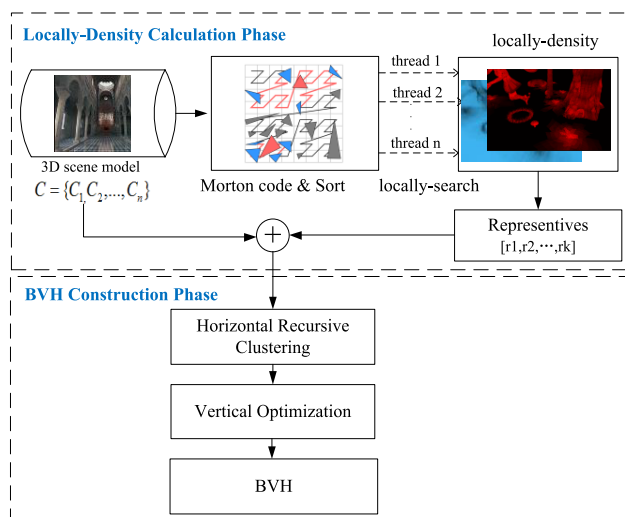 Locally-Density Calculation Phase
locally-density
thread 1
thread 2
thread n
3D scene model
C = {C1,C2,...,Cn}
Morton code & Sort
locally-search
Representives
[r1,r2,⋯,rk]
+
BVH Construction Phase
Horizontal Recursive
Clustering
Vertical Optimization
BVH